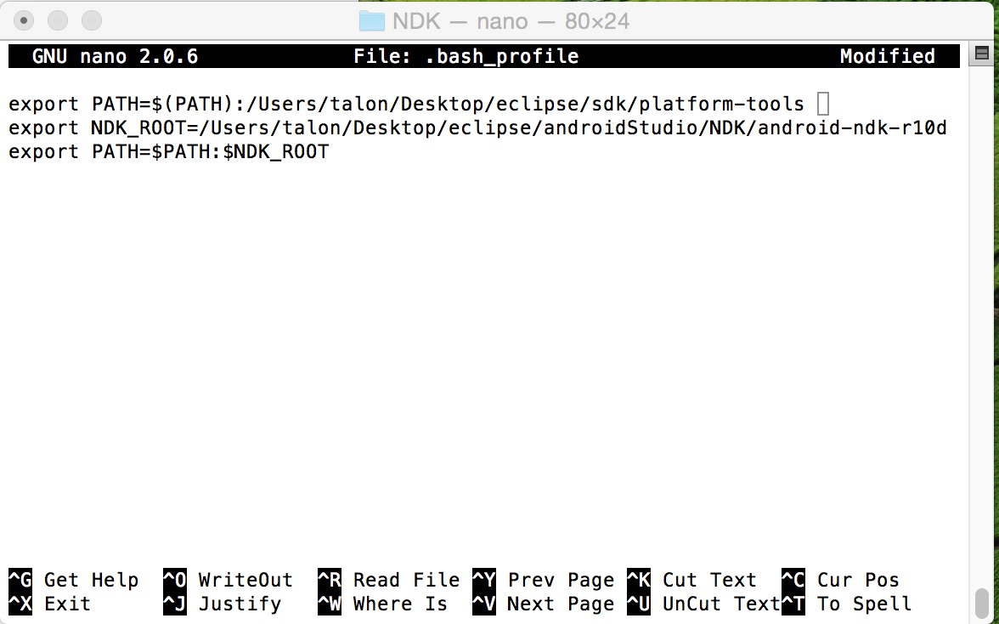 NDK — nano — 80×24
GNU nano 2.0.6 File: .bash_profile Modified
export PATH=$(PATH):/Users/talon/Desktop/eclipse/sdk/platform-tools
export NDK_ROOT=/Users/talon/Desktop/eclipse/androidStudio/NDK/android-ndk-r10d
export PATH=$PATH:$NDK_ROOT
^G Get Help ^O WriteOut ^R Read File ^Y Prev Page ^K Cut Text ^C Cur Pos
^X Exit ^J Justify ^W Where Is ^V Next Page ^U UnCut Text ^T To Spell